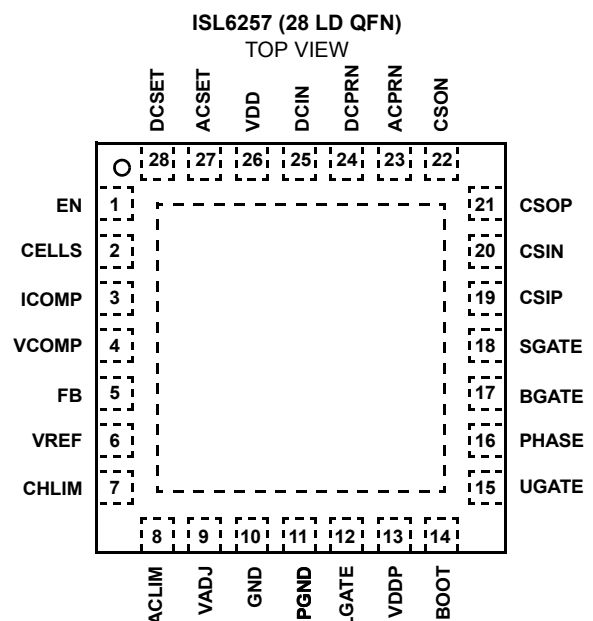 ISL6257 (28 LD QFN)
TOP VIEW
DCSET
ACSET
VDD
DCIN
DCPRN
ACPRN
CSON
28
27
26
25
24
23
22
EN 1
21 CSOP
CELLS 2
20 CSIN
ICOMP 3
19 CSIP
VCOMP 4
18 SGATE
FB 5
17 BGATE
VREF 6
16 PHASE
CHLIM 7
15 UGATE
8
9
10
11
12
13
14
ACLIM
VADJ
GND
PGND
LGATE
VDDP
BOOT